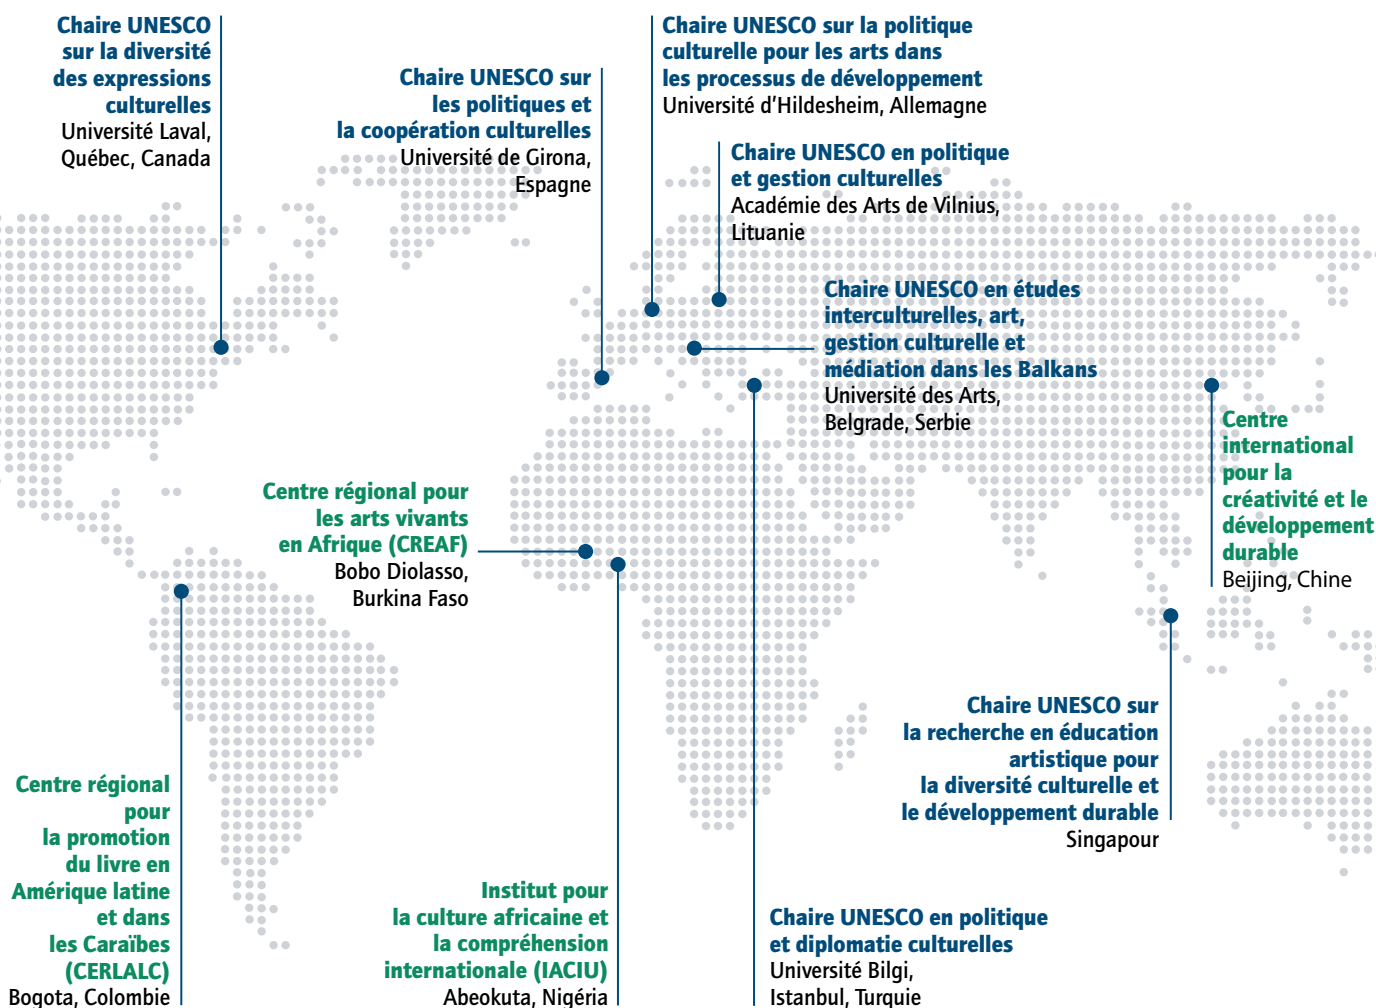 Chaire UNESCO
sur la diversité
des expressions
culturelles
Université Laval,
Québec, Canada
Chaire UNESCO sur
les politiques et
la coopération culturelles
Université de Girona,
Espagne
Chaire UNESCO sur la politique
culturelle pour les arts dans
les processus de développement
Université d'Hildesheim, Allemagne
Chaire UNESCO en politique
et gestion culturelles
Académie des Arts de Vilnius,
Lituanie
Chaire UNESCO en études
interculturelles, art,
gestion culturelle et
médiation dans les Balkans
Université des Arts,
Belgrade, Serbie
Centre
international
pour la
créativité et le
développement
durable
Beijing, Chine
Centre régional pour
les arts vivants
en Afrique (CREAF)
Bobo Diolasso,
Burkina Faso
Chaire UNESCO sur
la recherche en éducation
artistique pour
la diversité culturelle et
le développement durable
Singapour
Centre régional
pour
la promotion
du livre en
Amérique latine
et dans
les Caraïbes
(CERLALC)
Bogota, Colombie
Institut pour
la culture africaine et
la compréhension
internationale (IACIU)
Abeokuta, Nigéria
Chaire UNESCO en politique
et diplomatie culturelles
Université Bilgi,
Istanbul, Turquie